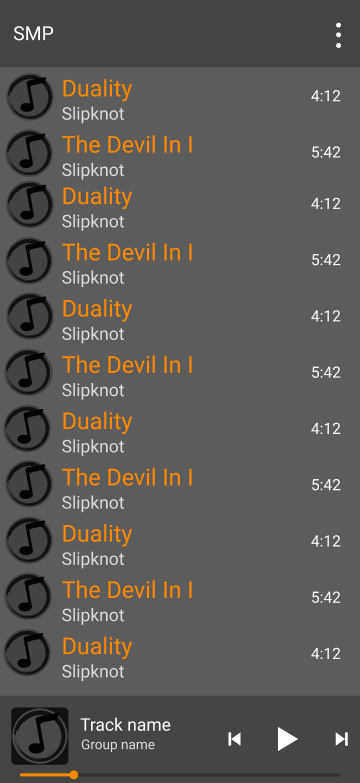 SMP
Duality
4:12
Slipknot
The Devil In I
5:42
Slipknot
Duality
4:12
Slipknot
The Devil In I
5:42
Slipknot
Duality
4:12
Slipknot
The Devil In I
5:42
Slipknot
Duality
4:12
Slipknot
The Devil In I
5:42
Slipknot
Duality
4:12
Slipknot
The Devil In I
5:42
Slipknot
Duality
4:12
Slipknot
Track name
Group name